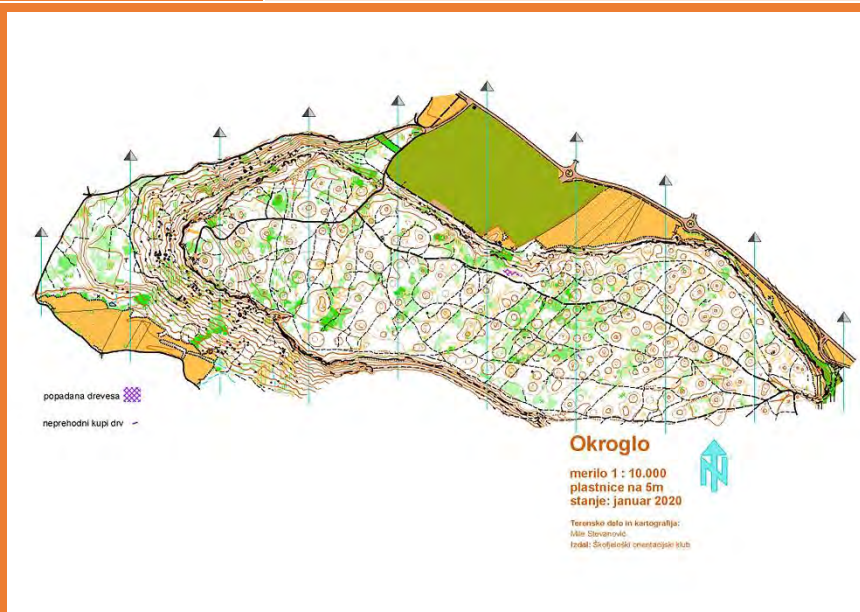 popadana drevesa
neprehodni kupi drv
Okroglo
merilo 1 : 10.000
plastnice na 5m
stanje: januar 2020
Terensko delo in kartografija:
Mile Stevanović
Izdal: Škofjeloški orientacijski klub